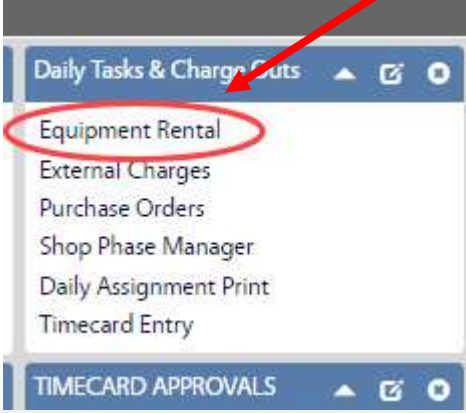 Daily Tasks & Charge Outs
Equipment Rental
External Charges
Purchase Orders
Shop Phase Manager
Daily Assignment Print
Timecard Entry
TIMECARD APPROVALS